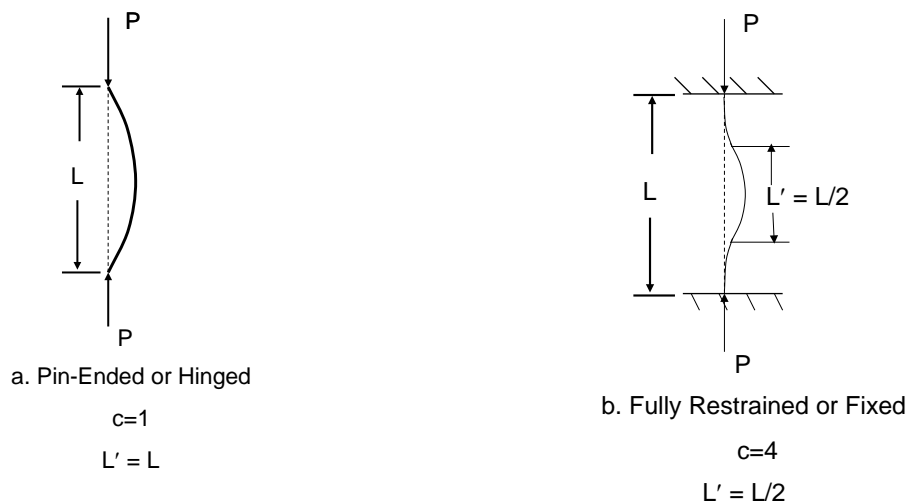 P
L
P
a. Pin-Ended or Hinged
c=1
L′ = L
P
L
L′ = L/2
P
b. Fully Restrained or Fixed
c=4
L′ = L/2